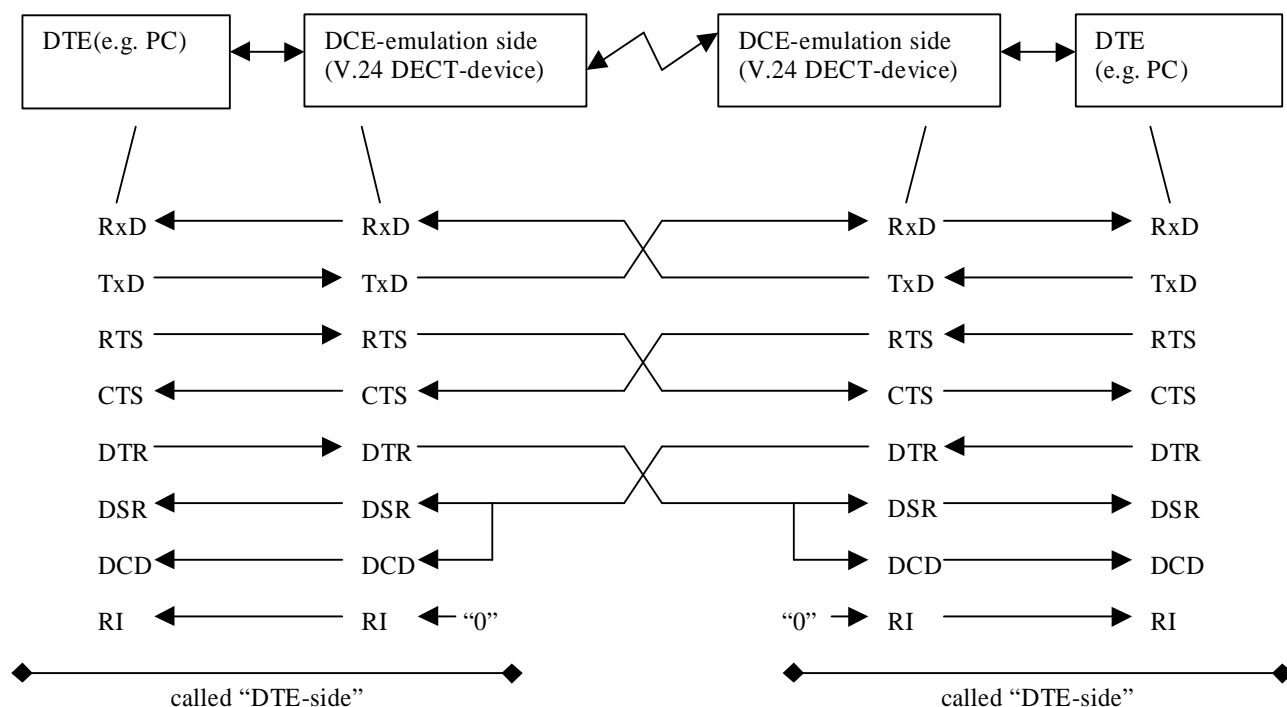 DTE(e.g. PC)
DCE-emulation side
(V.24 DECT-device)
DCE-emulation side
(V.24 DECT-device)
DTE
(e.g. PC)
RxD RxD RxD RxD
TxD TxD TxD TxD
RTS RTS RTS RTS
CTS CTS CTS CTS
DTR DTR DTR DTR
DSR DSR DSR DSR
DCD DCD DCD DCD
RI RI “0” “0” RI RI
called “DTE-side” called “DTE-side”